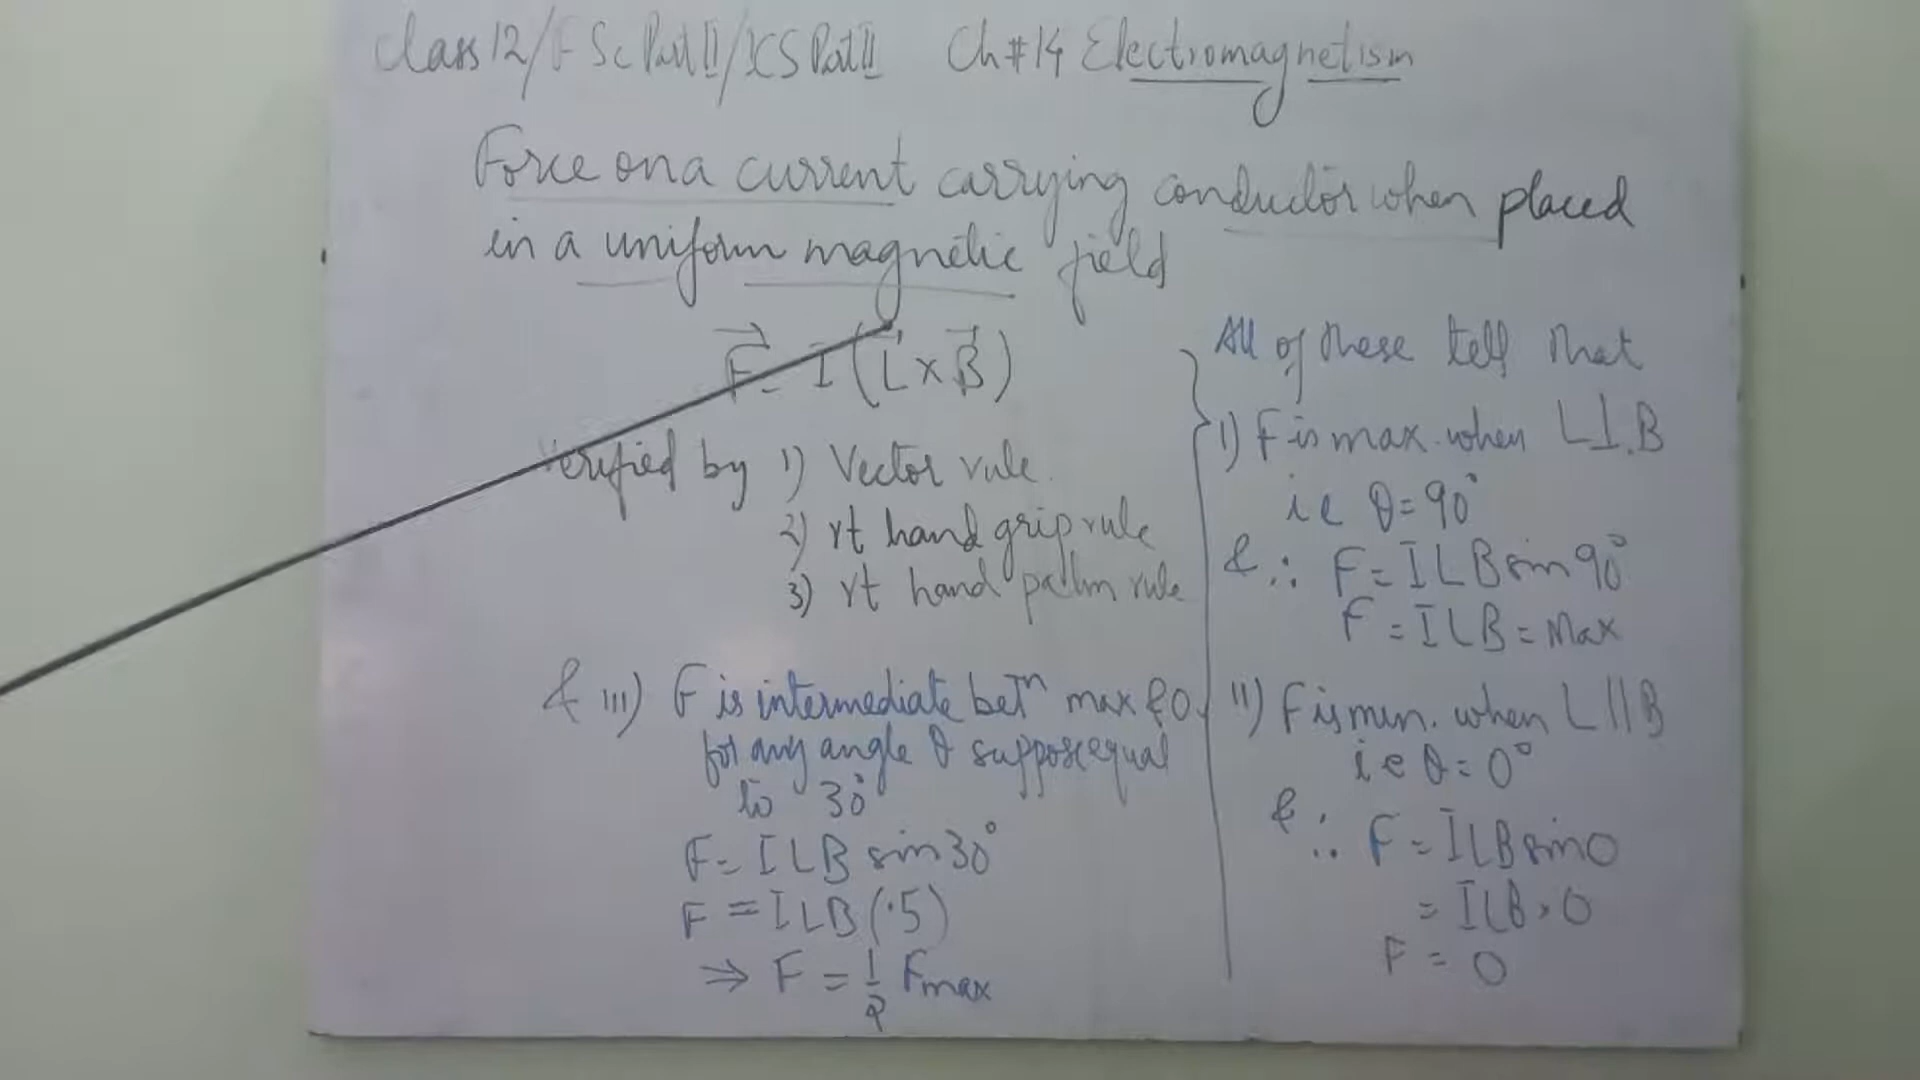 Class 12/F Sc Part II/ICS Part II Ch #14 Electromagnetism
Force on a current carrying conductor when placed
in a uniform magnetic field
F⃗ = I (L⃗ × B⃗)
Verified by 1) Vector rule.
2) rt hand grip rule
3) rt hand palm rule
& III) F is intermediate betⁿ max & 0
for any angle θ suppose equal
to 30°
F = ILB sin 30°
F = ILB (.5)
⇒ F = 1/2 Fmax
All of these tell that
I) F is max. when L⊥B
i e θ = 90°
& ∴ F = ILB sin 90°
F = ILB = Max
II) F is min. when L || B
i e θ = 0°
& ∴ F = ILB sin 0
= ILB × 0
F = 0